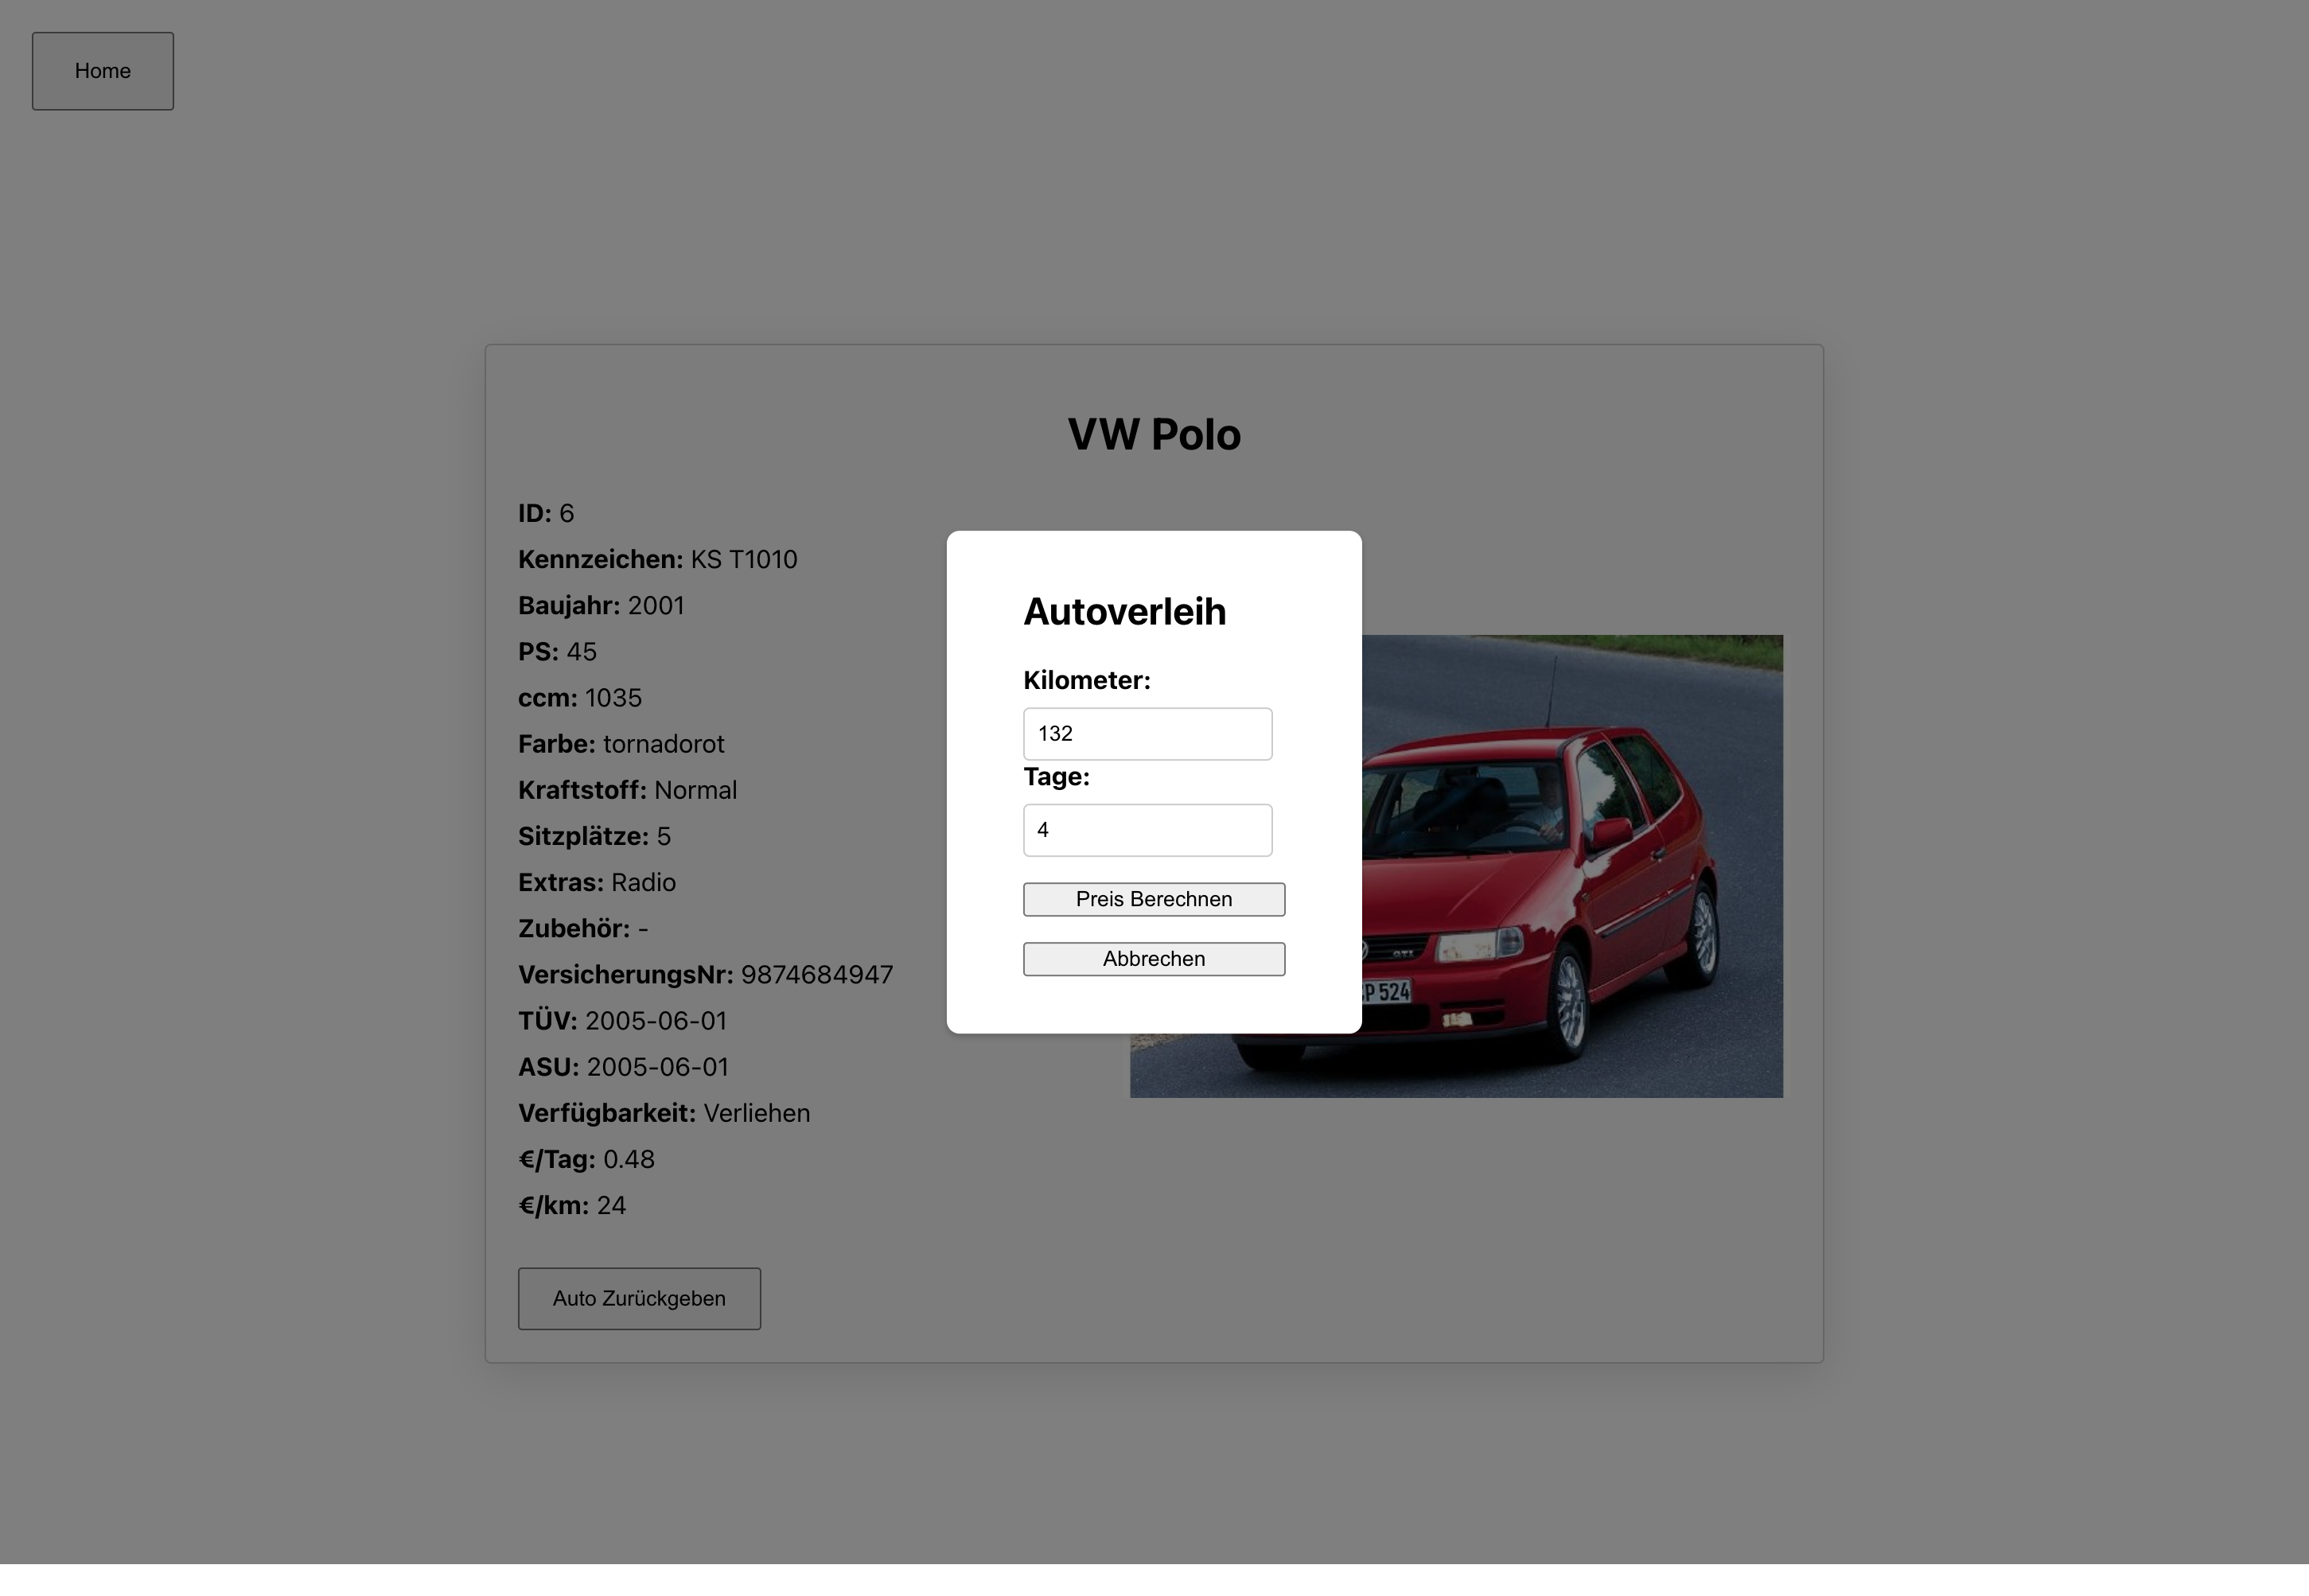 Home
VW Polo
ID: 6
Kennzeichen: KS T1010
Baujahr: 2001
PS: 45
ccm: 1035
Farbe: tornadorot
Kraftstoff: Normal
Sitzplätze: 5
Extras: Radio
Zubehör: -
VersicherungsNr: 9874684947
TÜV: 2005-06-01
ASU: 2005-06-01
Verfügbarkeit: Verliehen
€/Tag: 0.48
€/km: 24
Auto Zurückgeben
Autoverleih
Kilometer:
132
Tage:
4
Preis Berechnen
Abbrechen
GTI
P 524